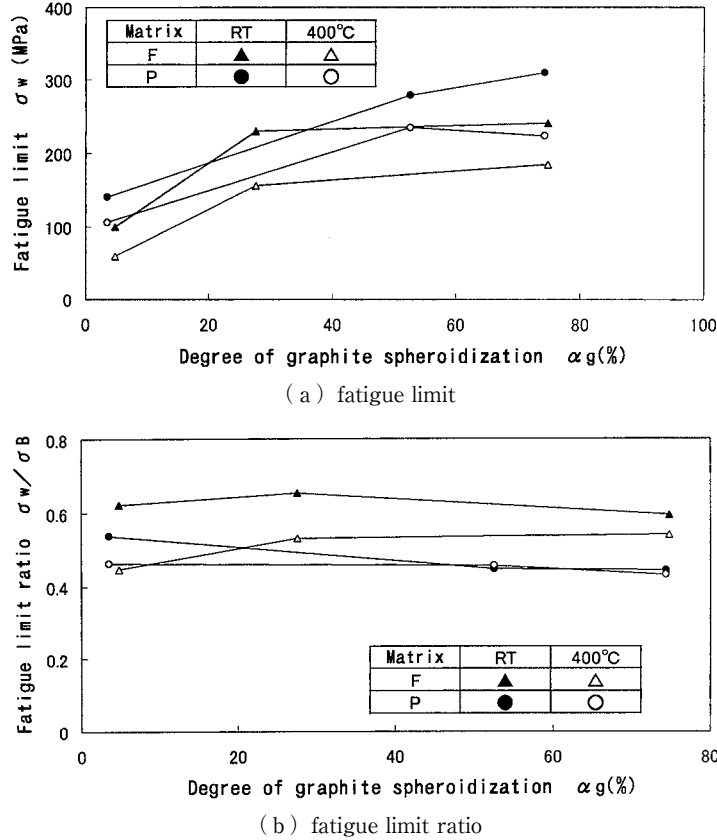 400
300
200
100
0
Fatigue limit σw (MPa)
Matrix RT 400℃
F ▲ △
P ● ○
0 20 40 60 80 100
Degree of graphite spheroidization αg(%)
(a) fatigue limit
0.8
0.6
0.4
0.2
0
Fatigue limit ratio σw/σB
Matrix RT 400℃
F ▲ △
P ● ○
0 20 40 60 80
Degree of graphite spheroidization αg(%)
(b) fatigue limit ratio